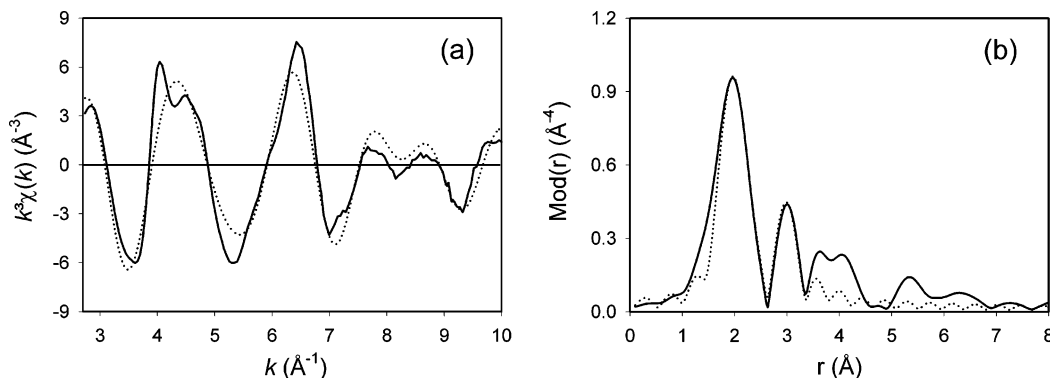 (a)
9
6
3
0
-3
-6
-9
k³χ(k) (Å⁻³)
3 4 5 6 7 8 9 10
k (Å⁻¹)
(b)
1.2
0.9
0.6
0.3
0.0
Mod(r) (Å⁻⁴)
0 1 2 3 4 5 6 7 8
r (Å)